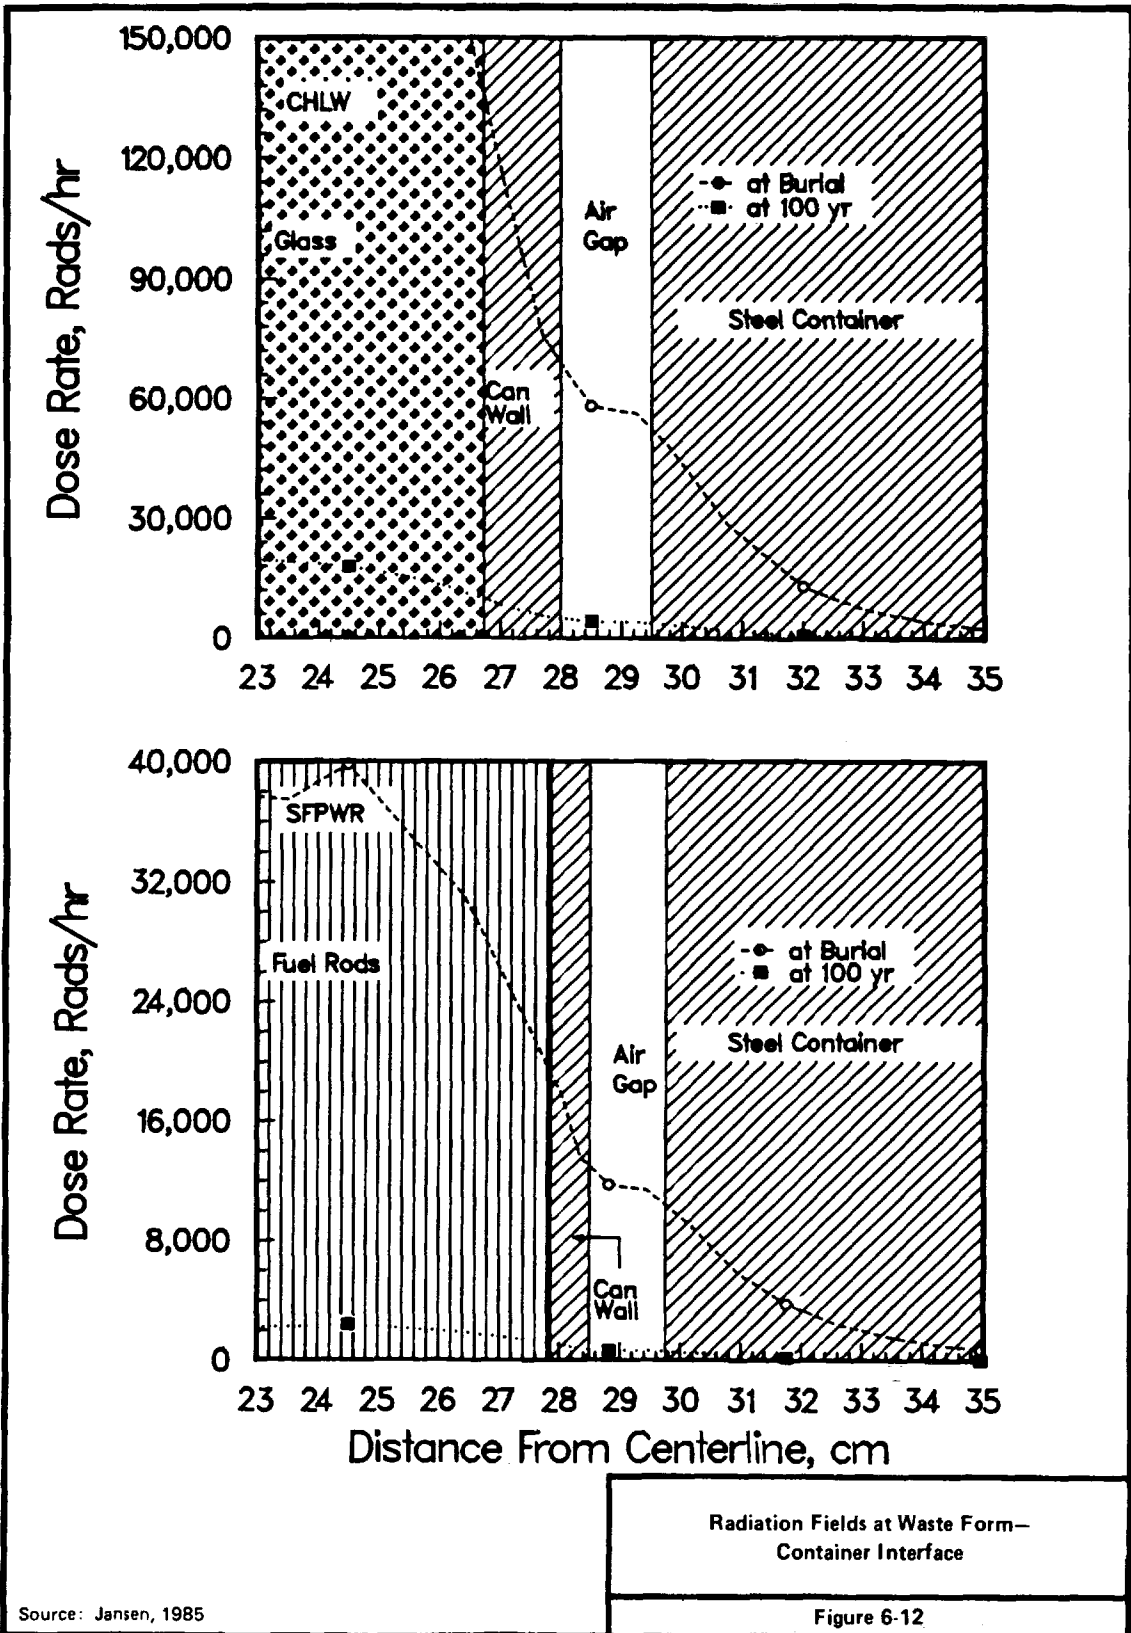 Dose Rate, Rads/hr
150,000
120,000
90,000
60,000
30,000
0
CHLW
Glass
Can
Wall
Air
Gap
at Burial
at 100 yr
Steel Container
23 24 25 26 27 28 29 30 31 32 33 34 35
Dose Rate, Rads/hr
40,000
32,000
24,000
16,000
8,000
0
SFPWR
Fuel Rods
Can
Wall
Air
Gap
at Burial
at 100 yr
Steel Container
23 24 25 26 27 28 29 30 31 32 33 34 35
Distance From Centerline, cm
Radiation Fields at Waste Form—
Container Interface
Source: Jansen, 1985
Figure 6-12